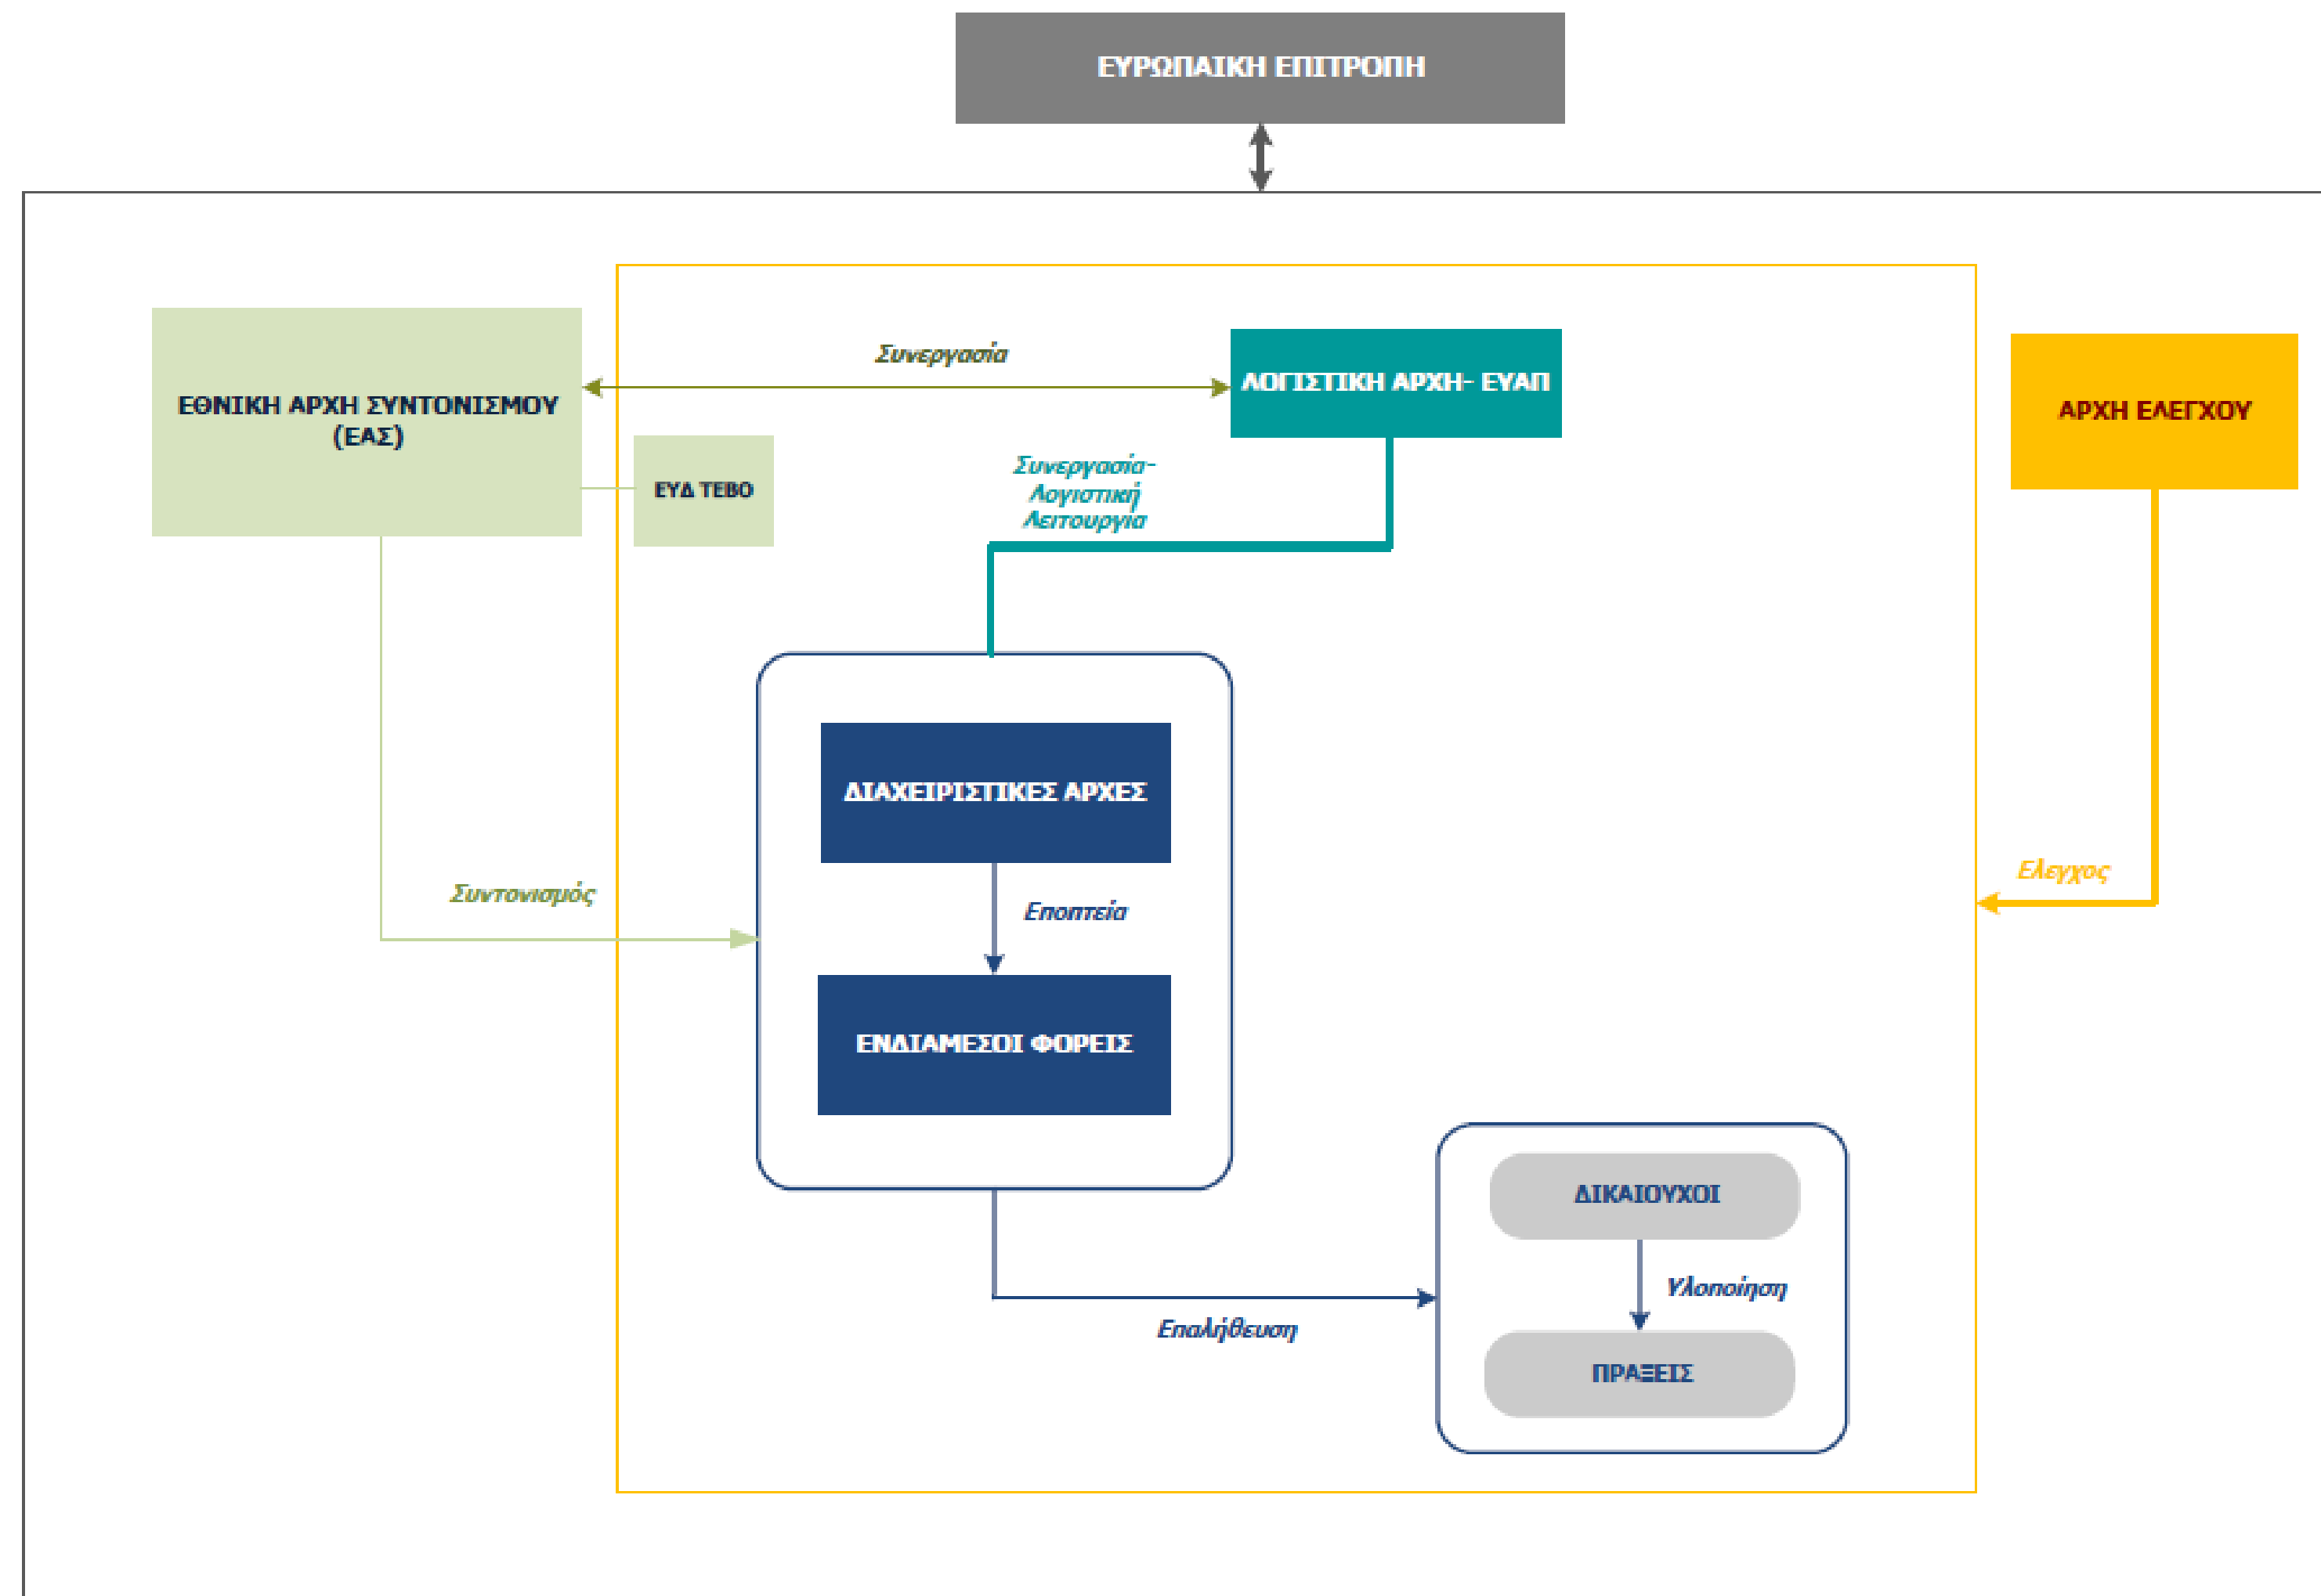 ΕΥΡΩΠΑΙΚΗ ΕΠΙΤΡΟΠΗ
Συνεργασία
ΛΟΓΙΣΤΙΚΗ ΑΡΧΗ- ΕΥΑΠ
ΕΘΝΙΚΗ ΑΡΧΗ ΣΥΝΤΟΝΙΣΜΟΥ
(ΕΑΣ)
ΑΡΧΗ ΕΛΕΓΧΟΥ
ΕΥΔ ΤΕΒΟ
Συνεργασία-
Λογιστική
Λειτουργία
ΔΙΑΧΕΙΡΙΣΤΙΚΕΣ ΑΡΧΕΣ
Συντονισμός
Εποπτεία
Ελεγχος
ΕΝΔΙΑΜΕΣΟΙ ΦΟΡΕΙΣ
ΔΙΚΑΙΟΥΧΟΙ
Υλοποίηση
Επαλήθευση
ΠΡΑΞΕΙΣ